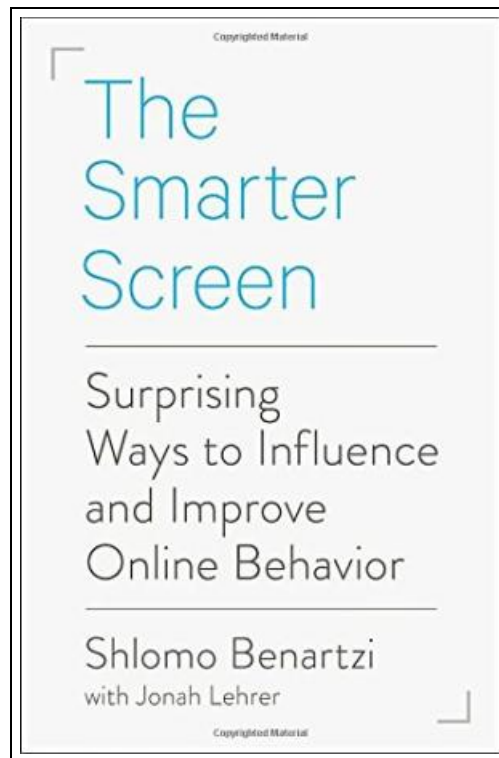 Copyrighted Material
The
Smarter
Screen
Surprising
Ways to Influence
and Improve
Online Behavior
Shlomo Benartzi
with Jonah Lehrer
Copyrighted Material